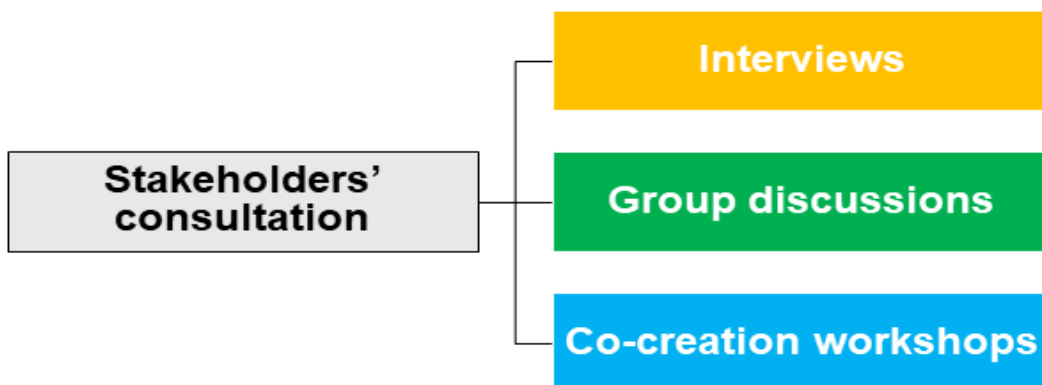 Interviews
Stakeholders’
consultation
Group discussions
Co-creation workshops